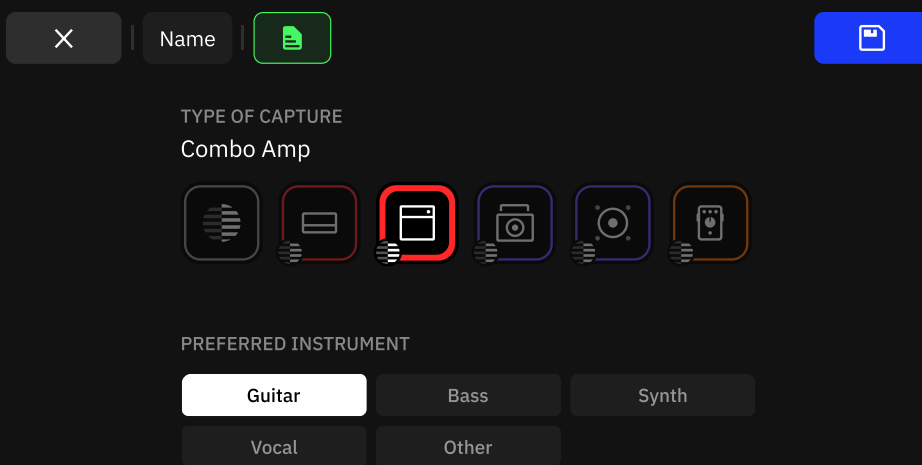 Name
TYPE OF CAPTURE
Combo Amp
PREFERRED INSTRUMENT
Guitar Bass Synth
Vocal Other